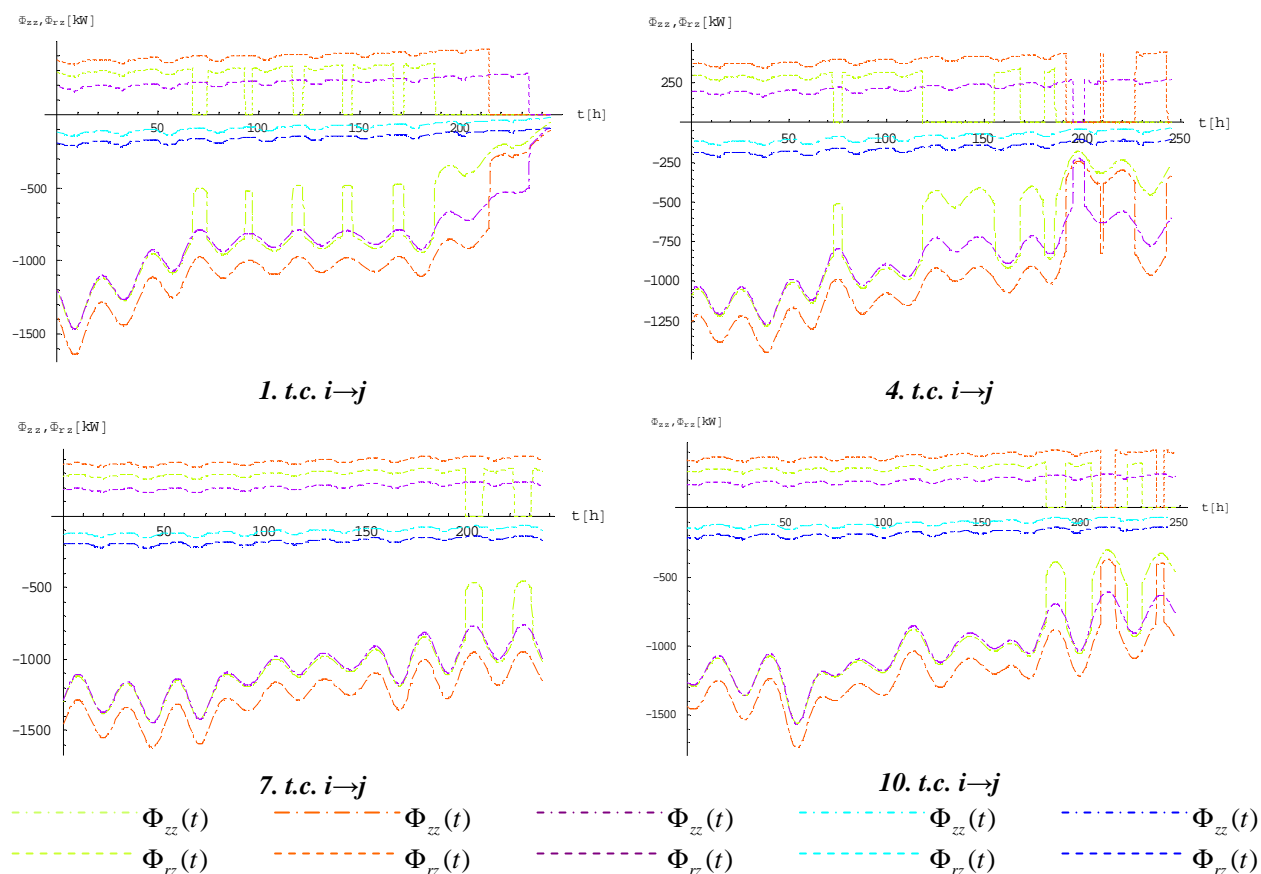 Φzz,Φrz[kW]
t[h]
50
100
150
200
−500
−1000
−1500
1. t.c. i→j
Φzz,Φrz[kW]
250
t[h]
50
100
150
200
250
−250
−500
−750
−1000
−1250
4. t.c. i→j
Φzz,Φrz[kW]
t[h]
50
100
150
200
−500
−1000
−1500
7. t.c. i→j
Φzz,Φrz[kW]
t[h]
50
100
150
200
250
−500
−1000
−1500
10. t.c. i→j
Φzz(t) Φzz(t) Φzz(t) Φzz(t) Φzz(t)
Φrz(t) Φrz(t) Φrz(t) Φrz(t) Φrz(t)